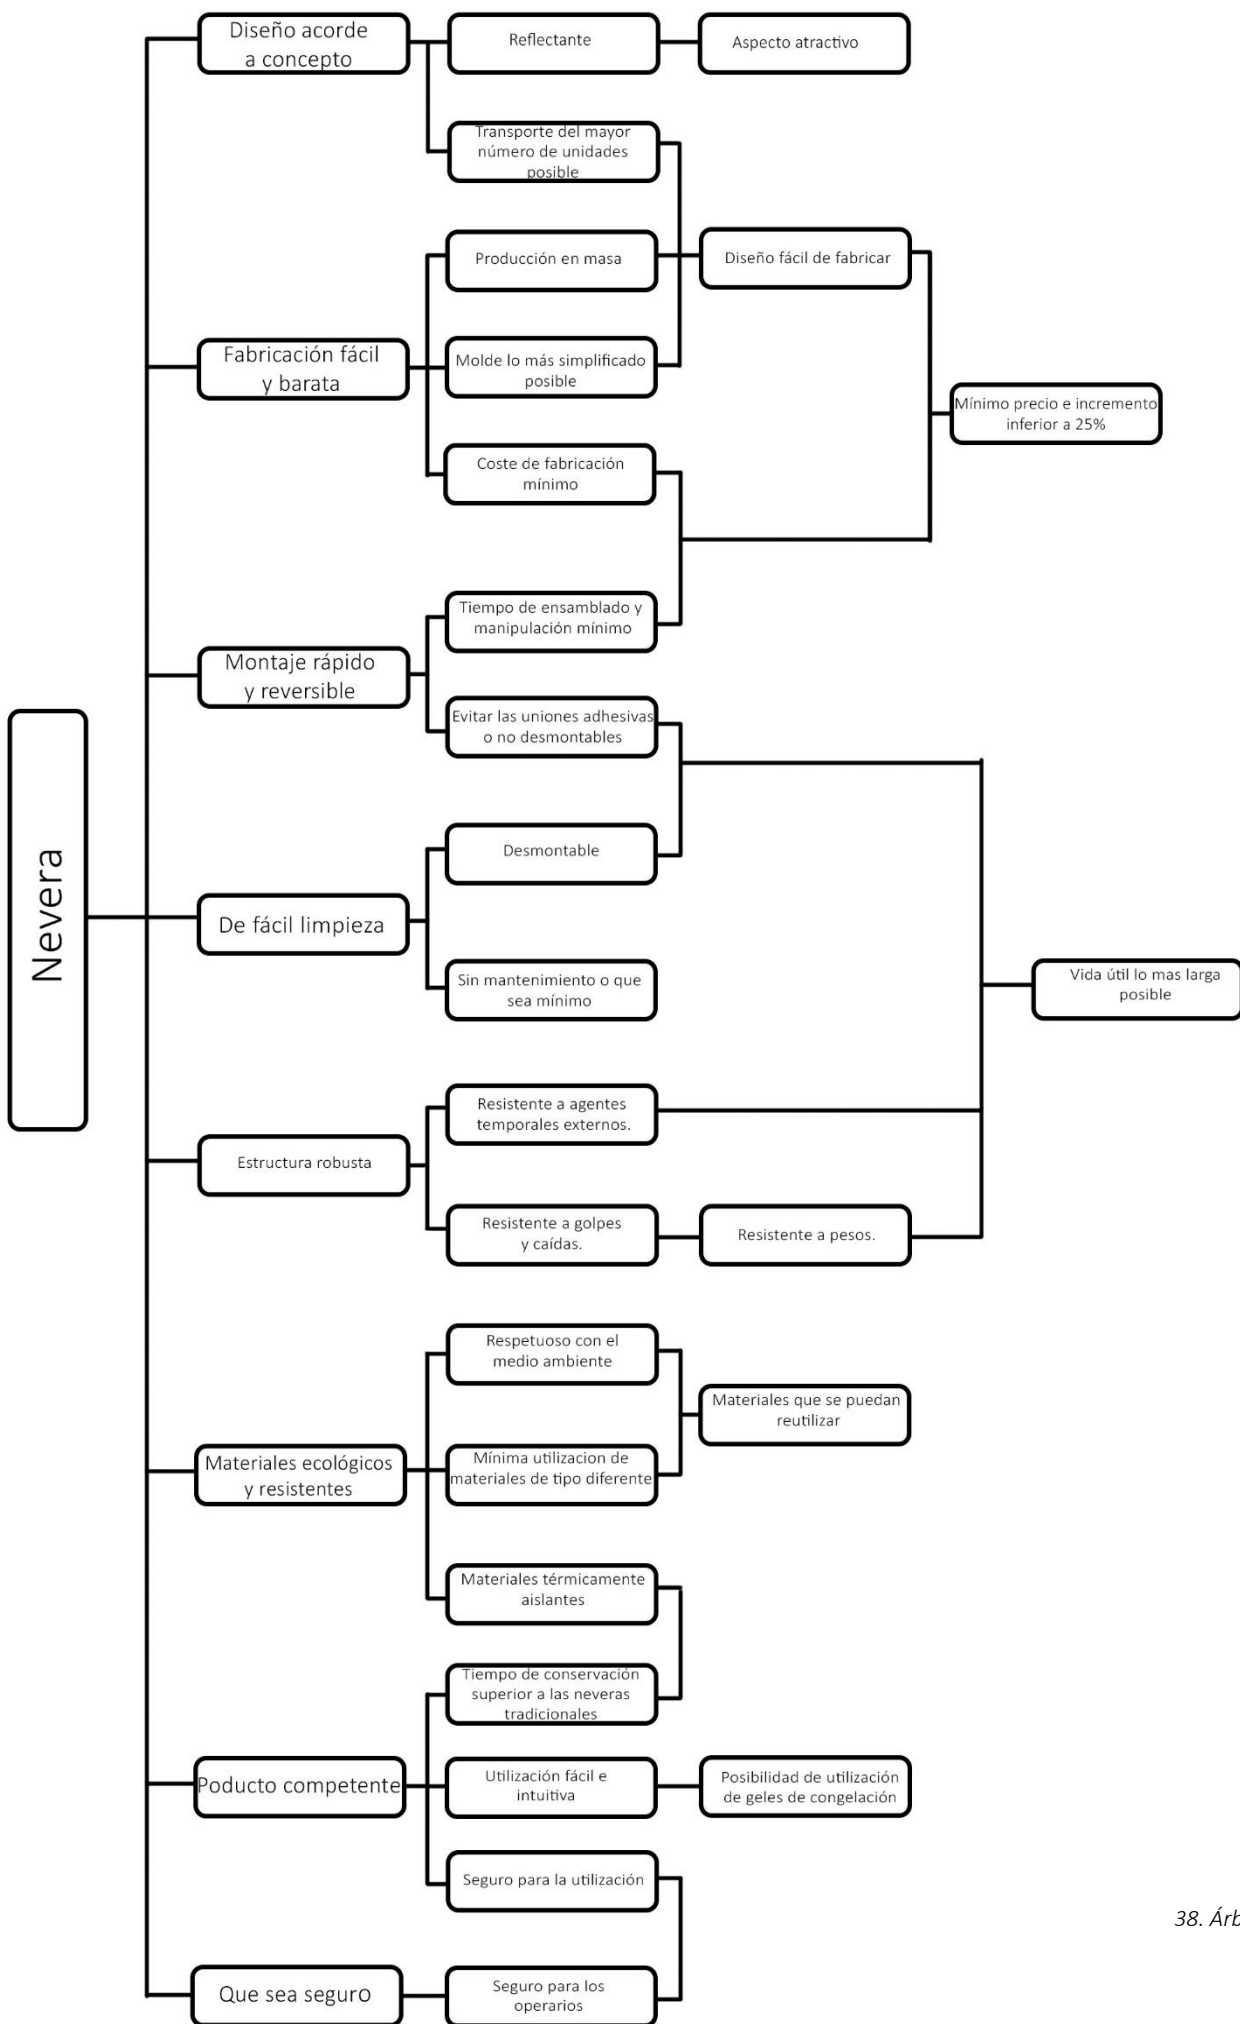 Diseño acorde
a concepto
Reflectante
Aspecto atractivo
Transporte del mayor
número de unidades
posible
Producción en masa
Diseño fácil de fabricar
Fabricación fácil
y barata
Molde lo más simplificado
posible
Mínimo precio e incremento
inferior a 25%
Coste de fabricación
mínimo
Tiempo de ensamblado y
manipulación mínimo
Montaje rápido
y reversible
Evitar las uniones adhesivas
o no desmontables
Nevera
Desmontable
De fácil limpieza
Sin mantenimiento o que
sea mínimo
Vida útil lo mas larga
posible
Resistente a agentes
temporales externos.
Estructura robusta
Resistente a golpes
y caídas.
Resistente a pesos.
Respetuoso con el
medio ambiente
Materiales que se puedan
reutilizar
Materiales ecológicos
y resistentes
Mínima utilizacion de
materiales de tipo diferente
Materiales térmicamente
aislantes
Tiempo de conservación
superior a las neveras
tradicionales
Poducto competente
Utilización fácil e
intuitiva
Posibilidad de utilización
de geles de congelación
Seguro para la utilización
38. Árb
Que sea seguro
Seguro para los
operarios